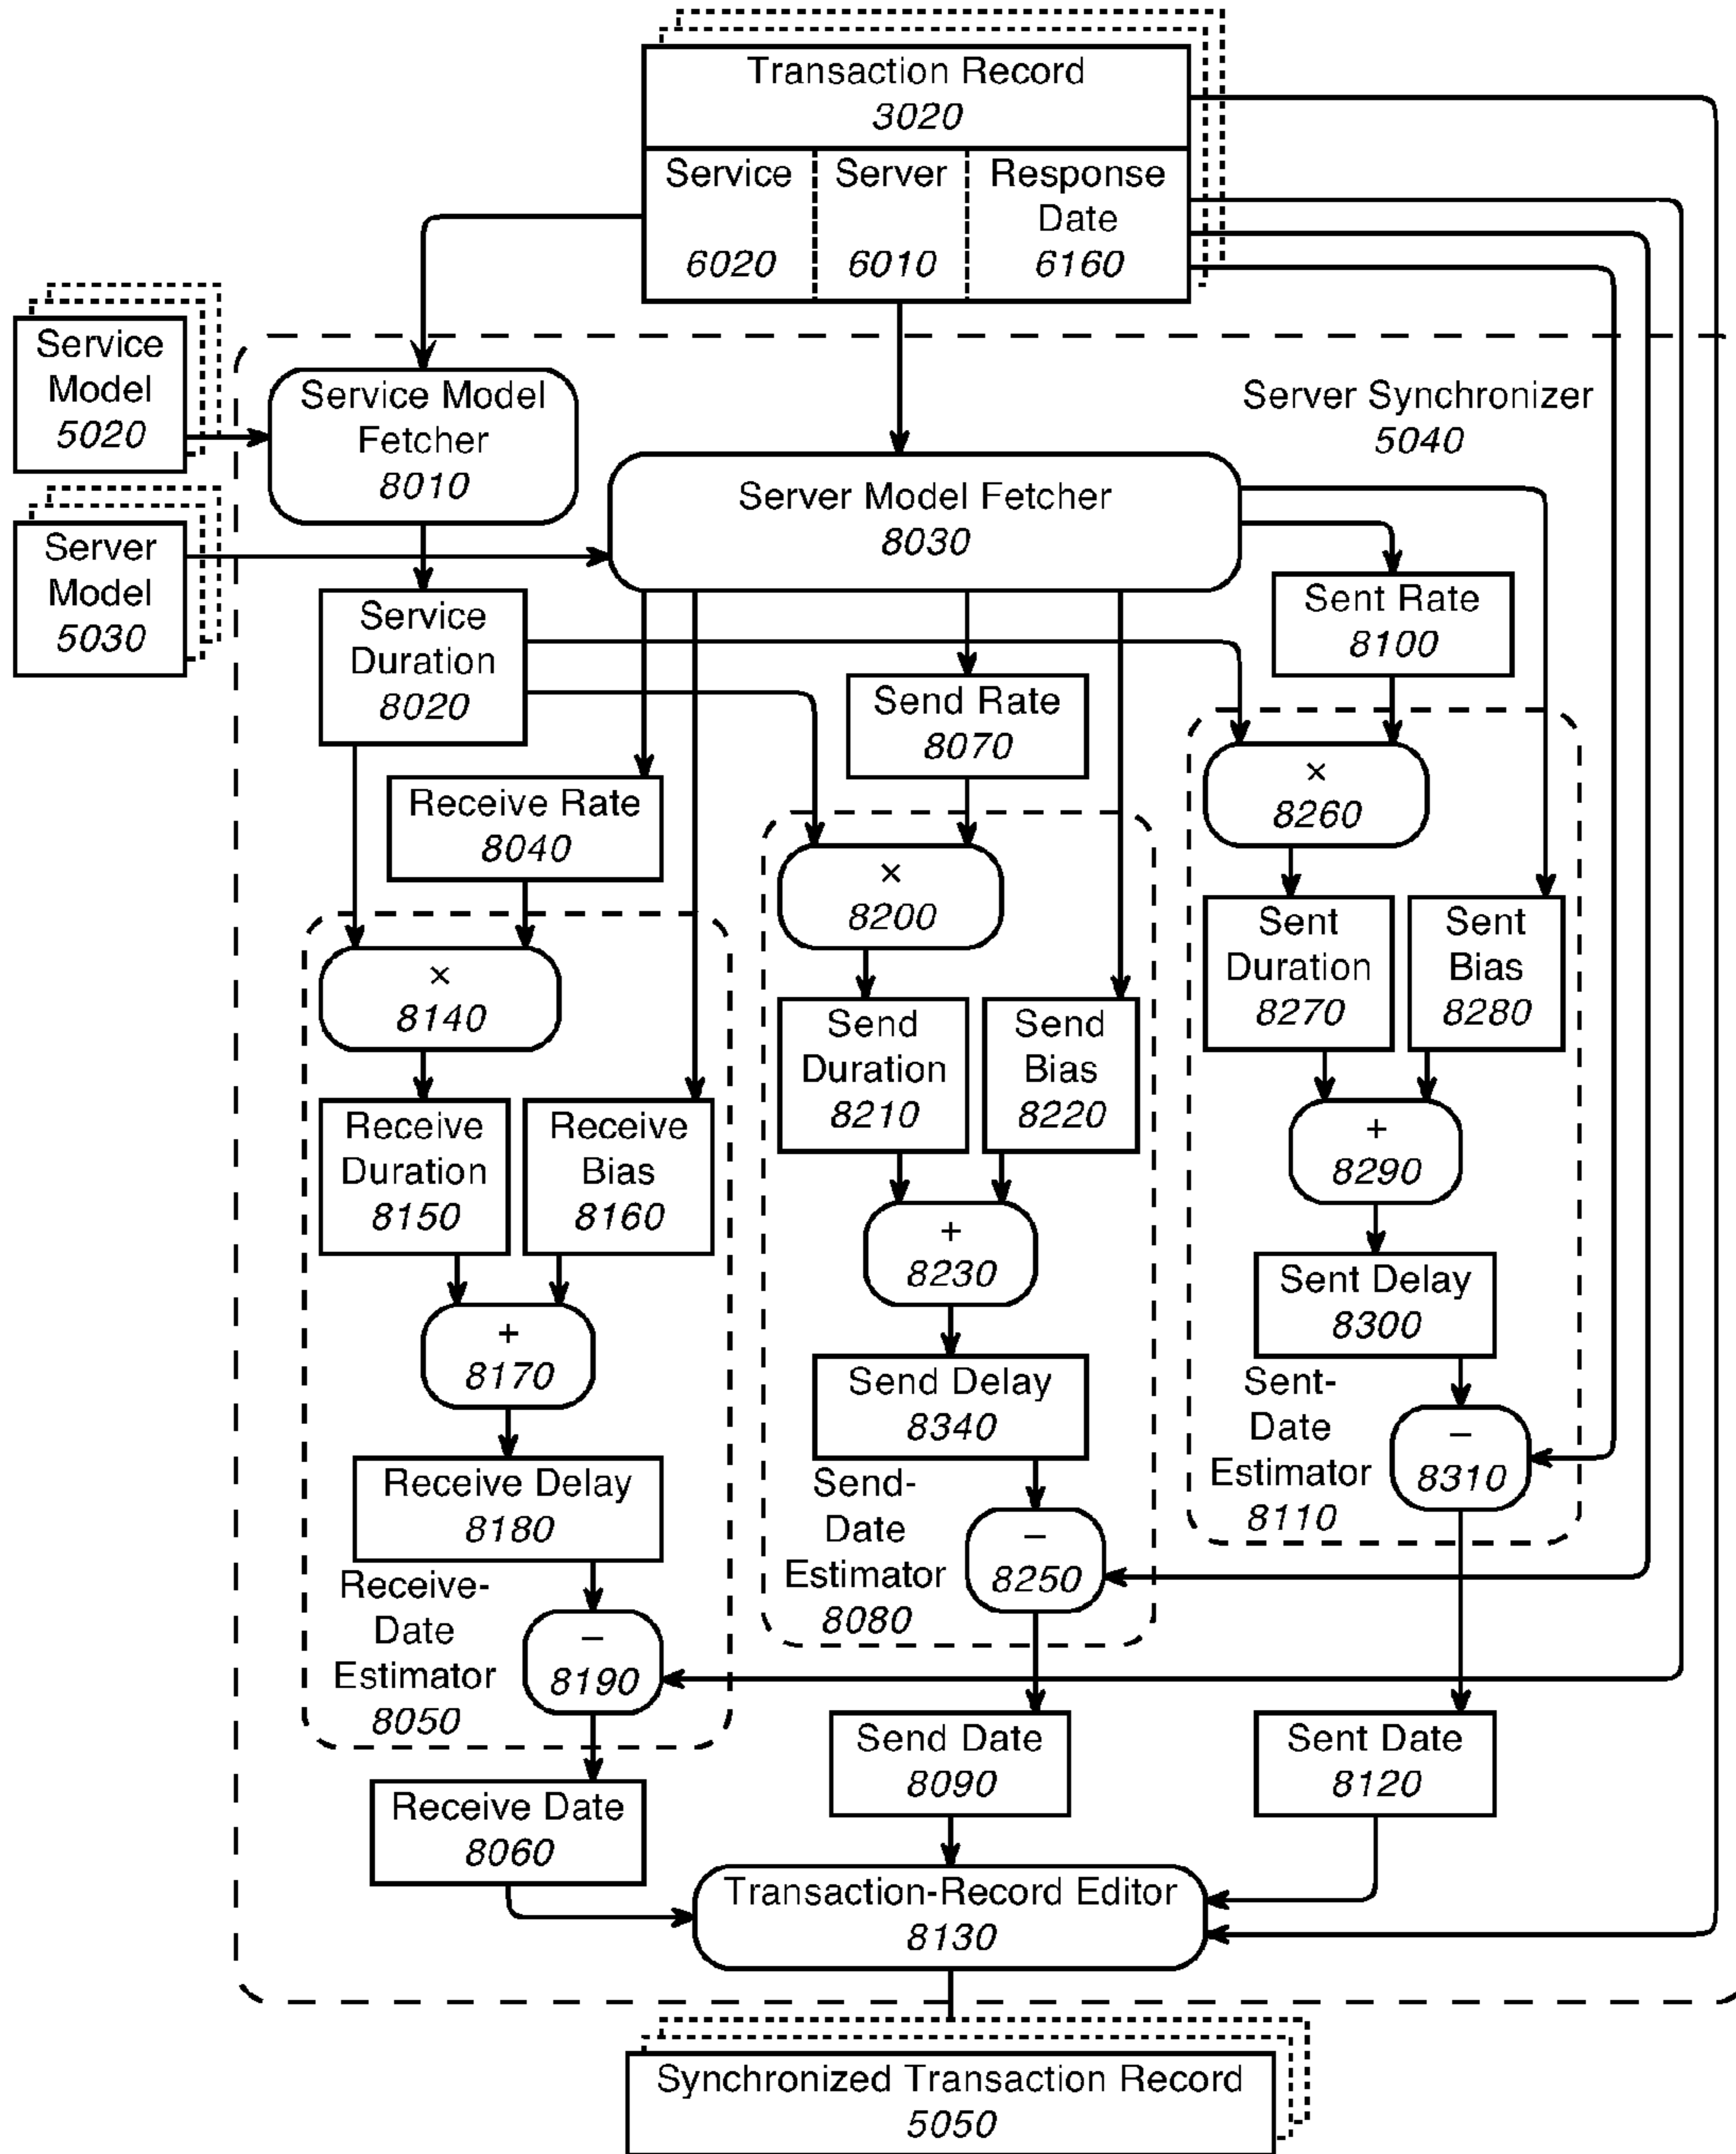 Transaction Record
3020
Service
6020
Server
6010
Response
Date
6160
Service
Model
5020
Service Model
Fetcher
8010
Server Synchronizer
5040
Server Model Fetcher
8030
Server
Model
5030
Service
Duration
8020
Sent Rate
8100
Send Rate
8070
Receive Rate
8040
×
8260
×
8200
×
8140
Sent
Duration
8270
Sent
Bias
8280
Send
Duration
8210
Send
Bias
8220
Receive
Duration
8150
Receive
Bias
8160
+
8290
+
8230
+
8170
Sent Delay
8300
Send Delay
8340
Receive Delay
8180
Sent-
Date
Estimator
8110
–
8310
Send-
Date
Estimator
8080
–
8250
Receive-
Date
Estimator
8050
–
8190
Send Date
8090
Sent Date
8120
Receive Date
8060
Transaction-Record Editor
8130
Synchronized Transaction Record
5050